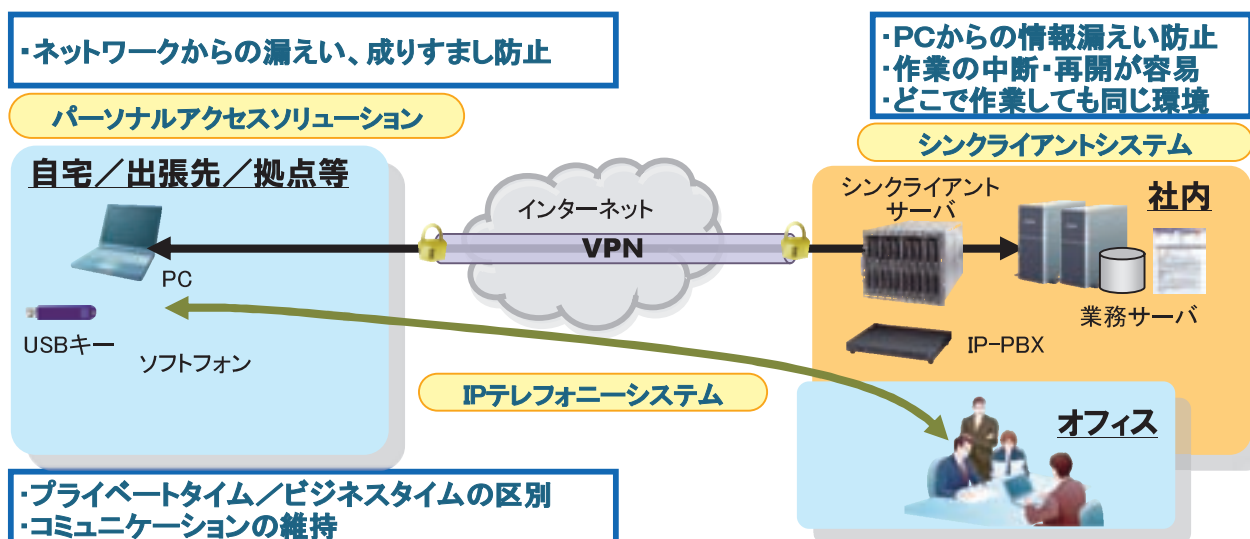 ・ネットワークからの漏えい、成りすまし防止
・PCからの情報漏えい防止
・作業の中断・再開が容易
・どこで作業しても同じ環境
パーソナルアクセスソリューション
シンクライアントシステム
自宅／出張先／拠点等
インターネット
VPN
シンクライアント
サーバ
社内
PC
USBキー
ソフトフォン
業務サーバ
IP-PBX
IPテレフォニーシステム
オフィス
・プライベートタイム／ビジネスタイムの区別
・コミュニケーションの維持